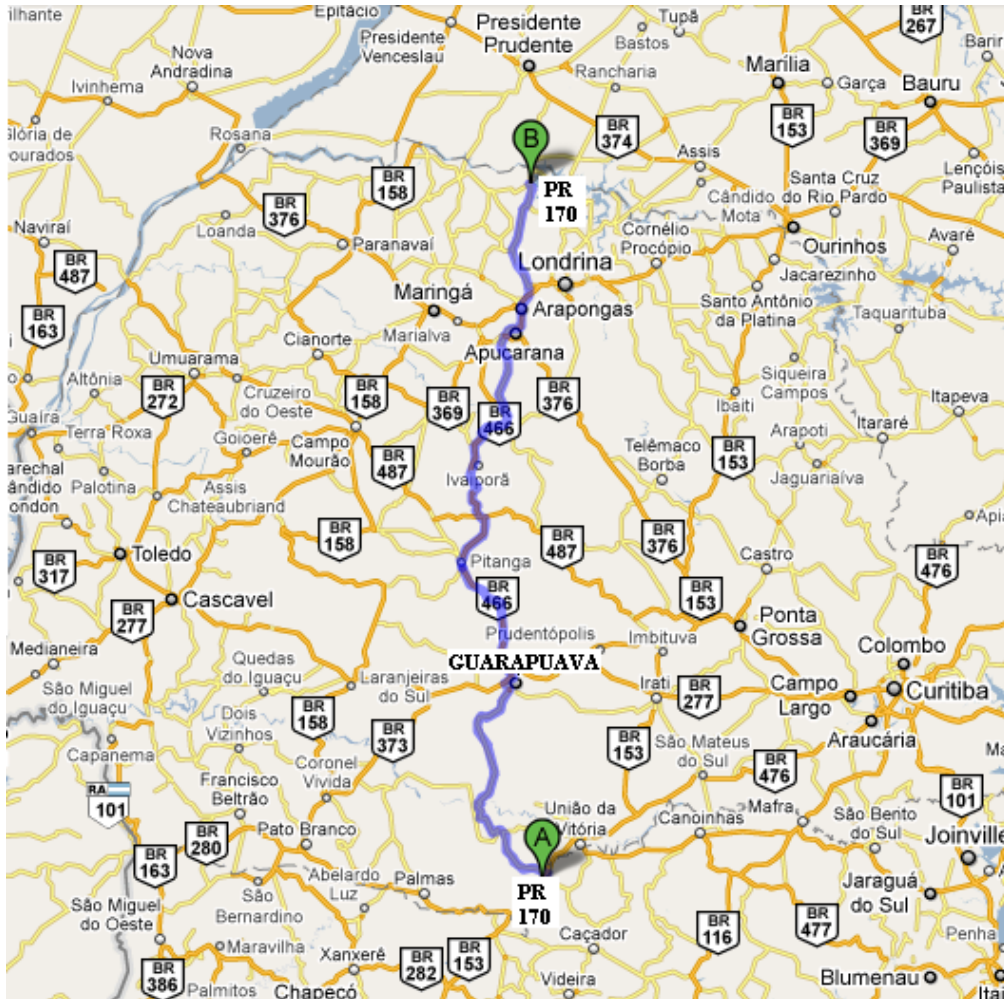 vilhante
Epitácio
Presidente
Venceslau
Presidente
Prudente
Tupã
Bastos
BR
267
Nova
Andradina
Ivinhema
Rancharia
Marília
Garça
Bauru
Glória de
Dourados
Rosana
B
BR
374
BR
153
BR
369
BR
158
Assis
Lençóis
Paulista
PR
170
Cândido
Mota
Santa Cruz
do Rio Pardo
BR
376
Loanda
Paranavaí
Cornélio
Procópio
Ourinhos
Avaré
Naviraí
BR
487
Londrina
Jacarezinho
Maringá
Arapongas
Santo Antônio
da Platina
Taquarituba
BR
163
Marialva
Cianorte
Apucarana
Umuarama
Altônia
BR
272
Cruzeiro
do Oeste
BR
158
BR
369
BR
466
BR
376
Siqueira
Campos
Ibaiti
Itapeva
Guaíra
Terra Roxa
Goioerê
Campo
Mourão
BR
487
Telêmaco
Borba
BR
153
Arapoti
Itararé
Jaguariaíva
Palotina
Assis
Chateaubriand
Ivaiporã
BR
158
Toledo
BR
317
Pitanga
BR
487
BR
376
Castro
BR
476
Cascavel
BR
277
BR
466
BR
153
Ponta
Grossa
Medianeira
Prudentópolis
Imbituva
Colombo
São Miguel
do Iguaçu
Quedas
do Iguaçu
Laranjeiras
do Sul
GUARAPUAVA
Irati
BR
277
Campo
Largo
Curitiba
Capanema
Dois
Vizinhos
BR
158
BR
373
BR
153
São Mateus
do Sul
Araucária
RA
101
Francisco
Beltrão
Coronel
Vivida
BR
476
BR
101
BR
163
BR
280
Pato Branco
União da
Vitória
A
Canoinhas
Mafra
São Bento
do Sul
Joinville
São Miguel
do Oeste
São
Bernardino
Abelardo
Luz
Palmas
PR
170
Jaraguá
do Sul
Maravilha
Xanxerê
Caçador
BR
116
BR
477
Penha
BR
386
Palmitos
Chapecó
BR
282
BR
153
Videira
Blumenau